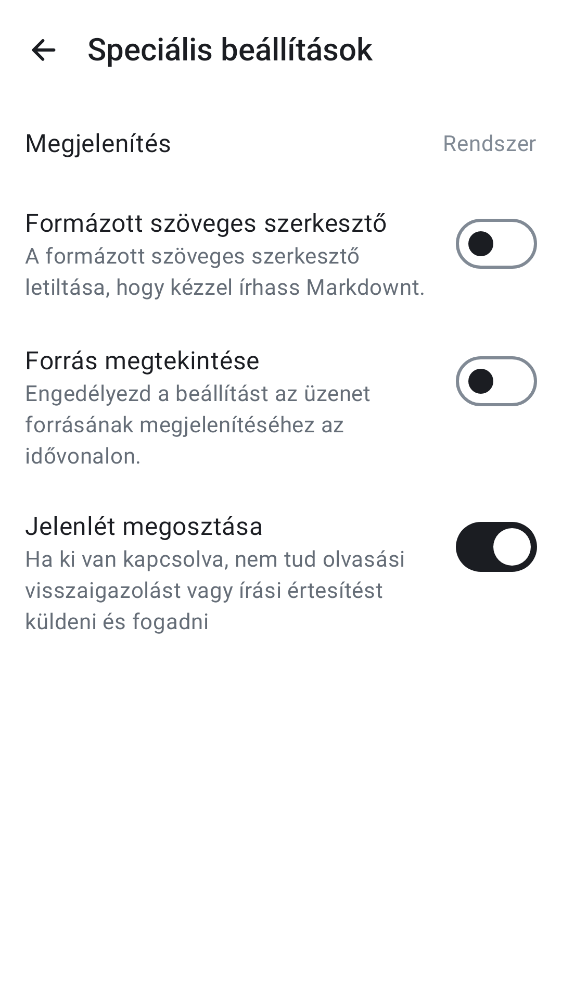 Speciális beállítások
Megjelenítés
Rendszer
Formázott szöveges szerkesztő
A formázott szöveges szerkesztő
letiltása, hogy kézzel írhass Markdownt.
Forrás megtekintése
Engedélyezd a beállítást az üzenet
forrásának megjelenítéséhez az
idővonalon.
Jelenlét megosztása
Ha ki van kapcsolva, nem tud olvasási
visszaigazolást vagy írási értesítést
küldeni és fogadni